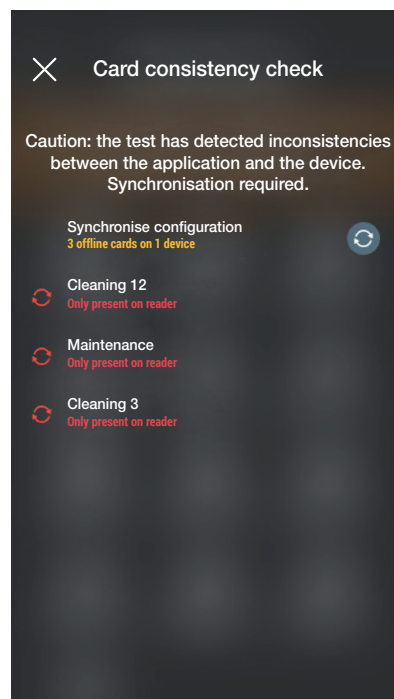 Card consistency check
Caution: the test has detected inconsistencies
between the application and the device.
Synchronisation required.
Synchronise configuration
3 offline cards on 1 device
Cleaning 12
Only present on reader
Maintenance
Only present on reader
Cleaning 3
Only present on reader